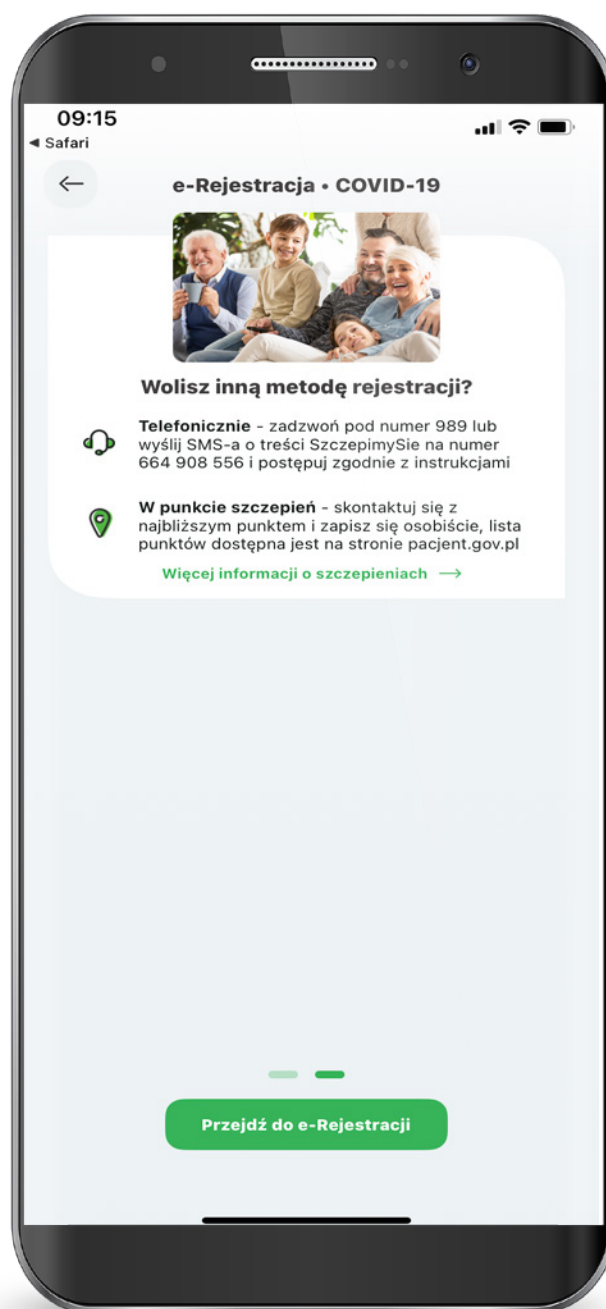 09:15
◀ Safari
e-Rejestracja • COVID-19
Wolisz inną metodę rejestracji?
Telefonicznie - zadzwoń pod numer 989 lub
wyślij SMS-a o treści SzczepimySie na numer
664 908 556 i postępuj zgodnie z instrukcjami
W punkcie szczepień - skontaktuj się z
najbliższym punktem i zapisz się osobiście, lista
punktów dostępna jest na stronie pacjent.gov.pl
Więcej informacji o szczepieniach →
Przejdź do e-Rejestracji